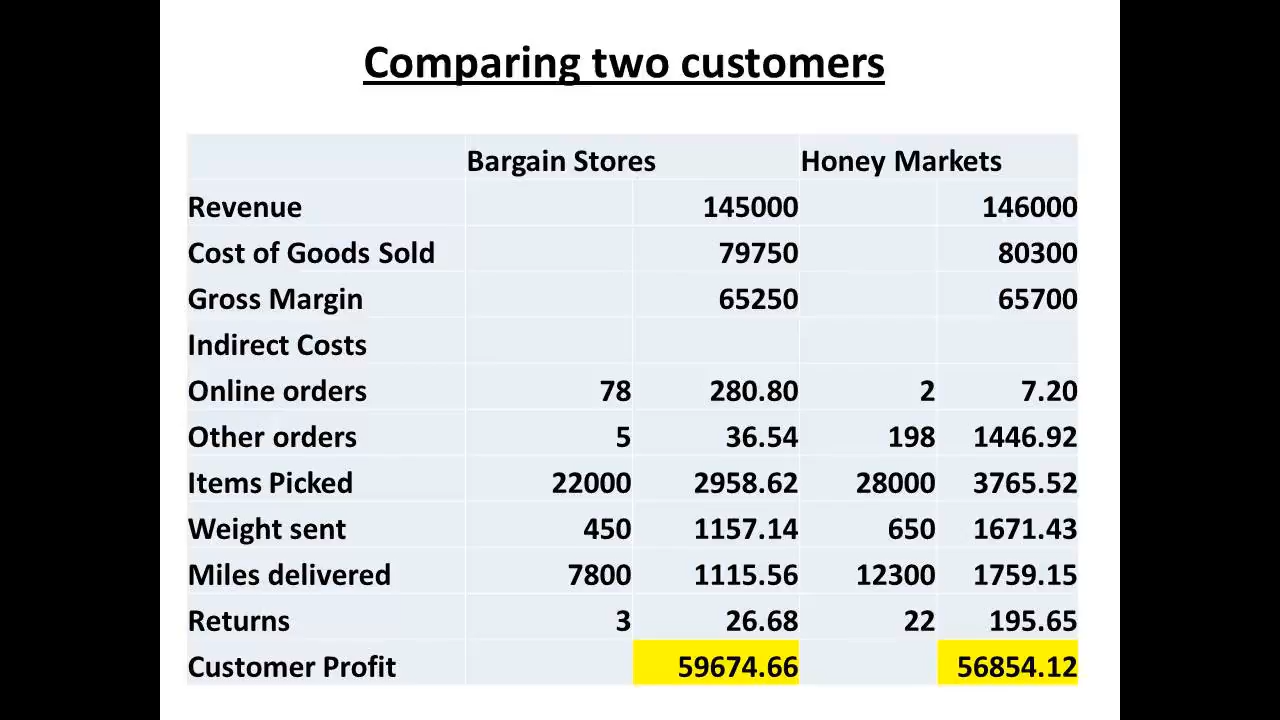 Comparing two customers
Bargain Stores Honey Markets
Revenue 145000 146000
Cost of Goods Sold 79750 80300
Gross Margin 65250 65700
Indirect Costs
Online orders 78 280.80 2 7.20
Other orders 5 36.54 198 1446.92
Items Picked 22000 2958.62 28000 3765.52
Weight sent 450 1157.14 650 1671.43
Miles delivered 7800 1115.56 12300 1759.15
Returns 3 26.68 22 195.65
Customer Profit 59674.66 56854.12